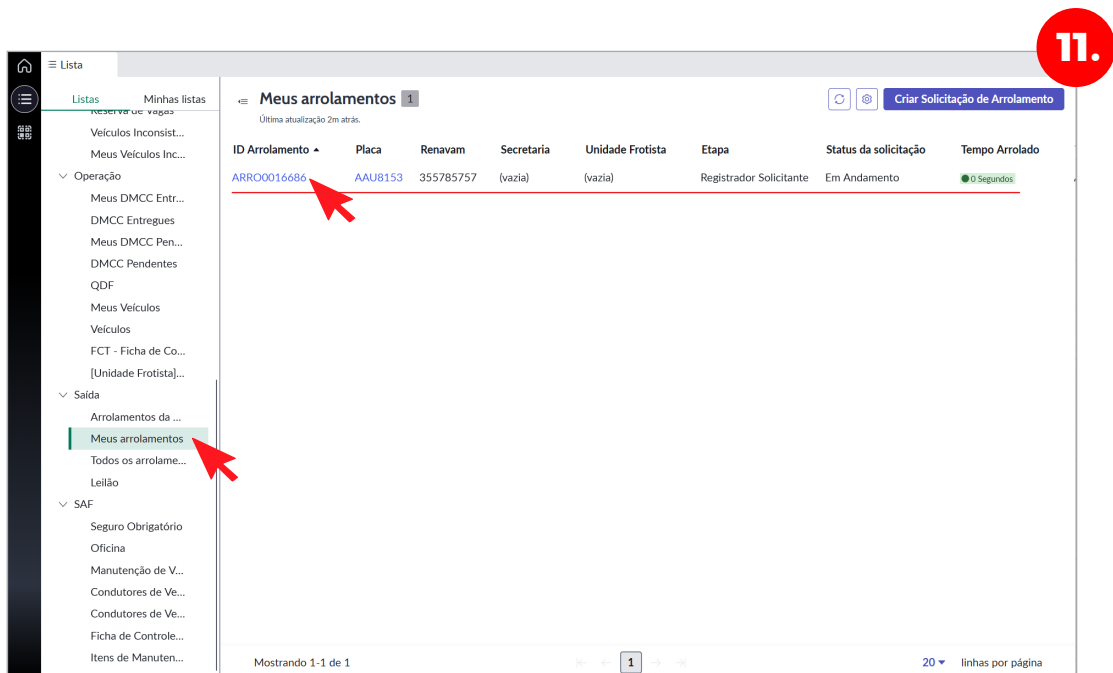 11.
Lista
Listas Minhas listas
Reserva de Vagas
Veículos Inconsist...
Meus Veículos Inc...
Operação
Meus DMCC Entr...
DMCC Entregues
Meus DMCC Pen...
DMCC Pendentes
QDF
Meus Veículos
Veículos
FCT - Ficha de Co...
[Unidade Frotista]...
Saída
Arrolamentos da ...
Meus arrolamentos
Todos os arrolame...
Leilão
SAF
Seguro Obrigatório
Oficina
Manutenção de V...
Condutores de Ve...
Condutores de Ve...
Ficha de Controle...
Itens de Manuten...
Meus arrolamentos 1
Última atualização 2m atrás.
Criar Solicitação de Arrolamento
ID Arrolamento Placa Renavam Secretaria Unidade Frotista Etapa Status da solicitação Tempo Arrolado
ARRO0016686 AAU8153 355785757 (vazia) (vazia) Registrador Solicitante Em Andamento 0 Segundos
Mostrando 1-1 de 1 1 20 linhas por página